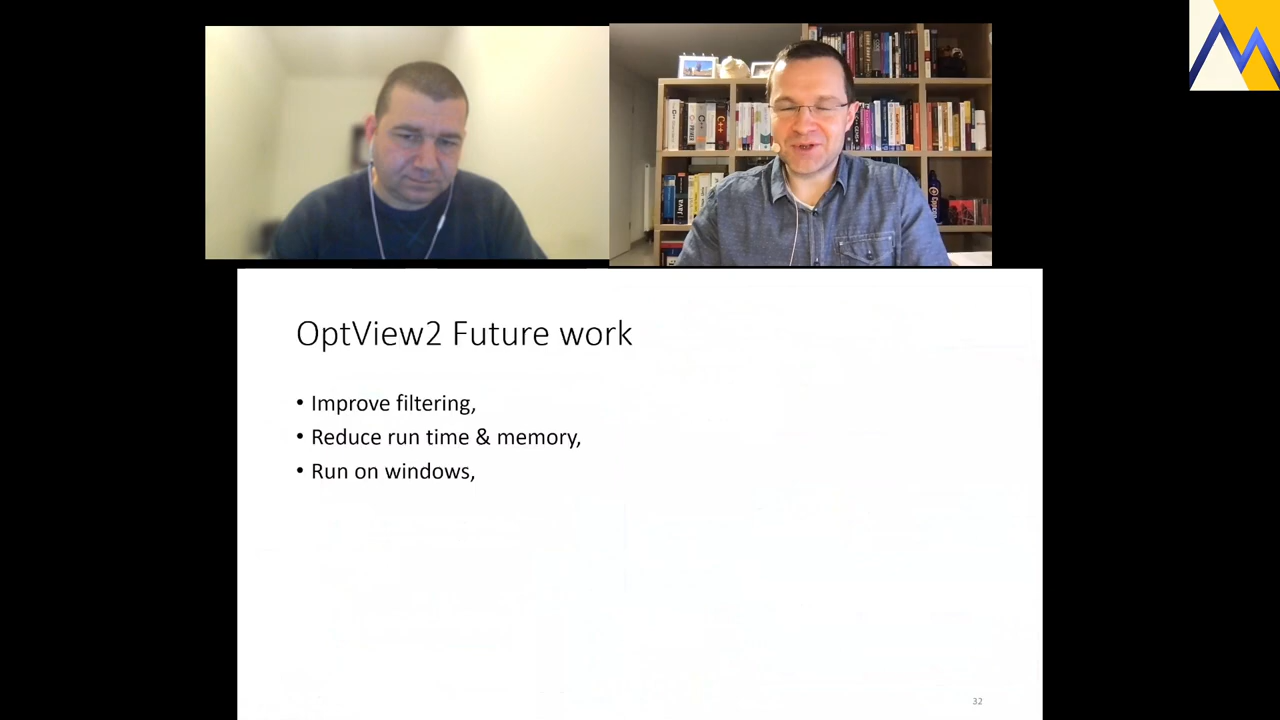 C++
OptView2 Future work
• Improve filtering,
• Reduce run time & memory,
• Run on windows,
32